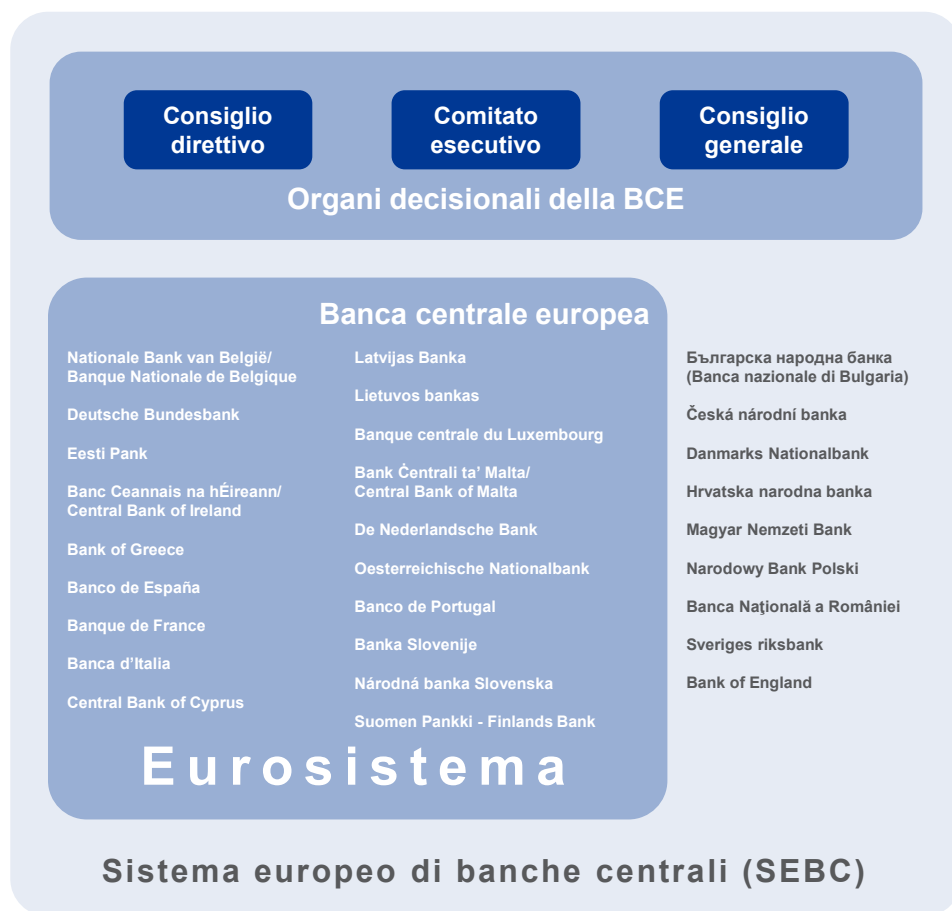 Consiglio
direttivo
Comitato
esecutivo
Consiglio
generale
Organi decisionali della BCE
Banca centrale europea
Nationale Bank van België/
Banque Nationale de Belgique
Deutsche Bundesbank
Eesti Pank
Banc Ceannais na hÉireann/
Central Bank of Ireland
Bank of Greece
Banco de España
Banque de France
Banca d'Italia
Central Bank of Cyprus
Latvijas Banka
Lietuvos bankas
Banque centrale du Luxembourg
Bank Ċentrali ta' Malta/
Central Bank of Malta
De Nederlandsche Bank
Oesterreichische Nationalbank
Banco de Portugal
Banka Slovenije
Národná banka Slovenska
Suomen Pankki - Finlands Bank
Българска народна банка
(Banca nazionale di Bulgaria)
Česká národní banka
Danmarks Nationalbank
Hrvatska narodna banka
Magyar Nemzeti Bank
Narodowy Bank Polski
Banca Naţională a României
Sveriges riksbank
Bank of England
Eurosistema
Sistema europeo di banche centrali (SEBC)